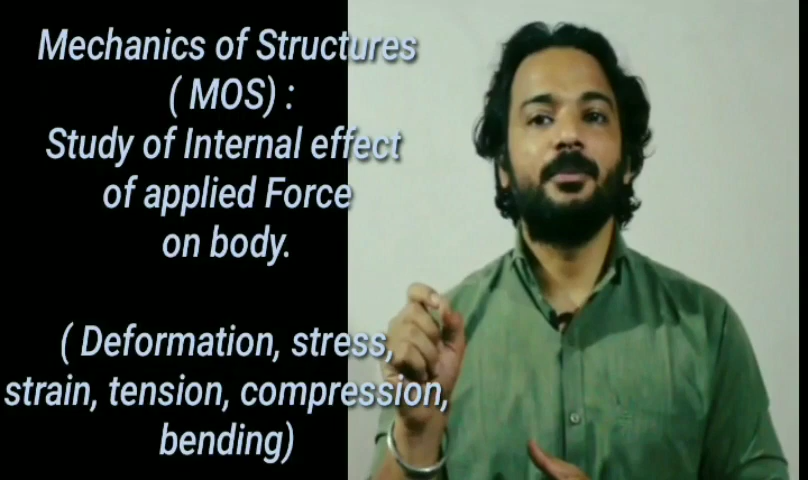 Mechanics of Structures
( MOS) :
Study of Internal effect
of applied Force
on body.
( Deformation, stress,
strain, tension, compression,
bending)